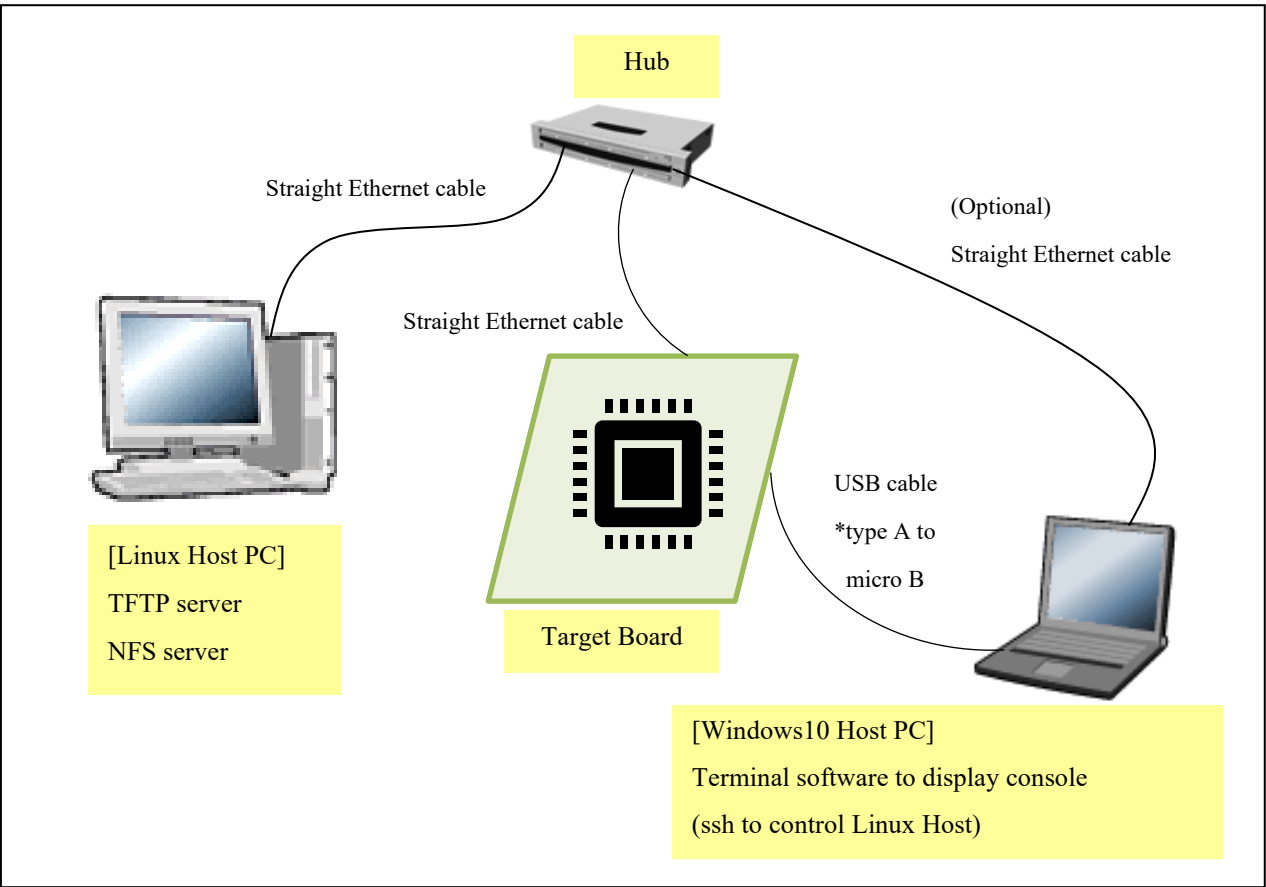 Hub
Straight Ethernet cable
(Optional)
Straight Ethernet cable
Straight Ethernet cable
USB cable
*type A to
micro B
[Linux Host PC]
TFTP server
NFS server
Target Board
[Windows10 Host PC]
Terminal software to display console
(ssh to control Linux Host)